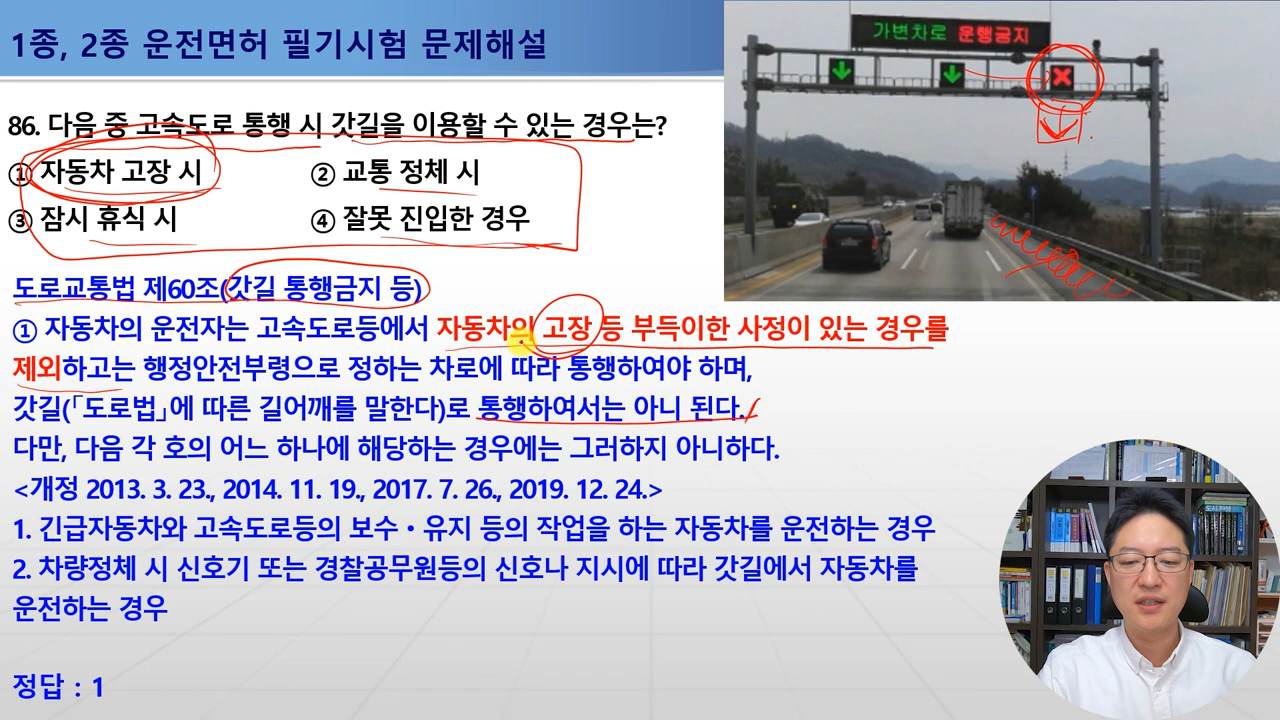 1종, 2종 운전면허 필기시험 문제해설
가변차로 운행금지
86. 다음 중 고속도로 통행 시 갓길을 이용할 수 있는 경우는?
① 자동차 고장 시 ② 교통 정체 시
③ 잠시 휴식 시 ④ 잘못 진입한 경우
도로교통법 제60조(갓길 통행금지 등)
① 자동차의 운전자는 고속도로등에서 자동차의 고장 등 부득이한 사정이 있는 경우를
제외하고는 행정안전부령으로 정하는 차로에 따라 통행하여야 하며,
갓길(「도로법」에 따른 길어깨를 말한다)로 통행하여서는 아니 된다.
다만, 다음 각 호의 어느 하나에 해당하는 경우에는 그러하지 아니하다.
<개정 2013. 3. 23., 2014. 11. 19., 2017. 7. 26., 2019. 12. 24.>
1. 긴급자동차와 고속도로등의 보수·유지 등의 작업을 하는 자동차를 운전하는 경우
2. 차량정체 시 신호기 또는 경찰공무원등의 신호나 지시에 따라 갓길에서 자동차를
운전하는 경우
정답 : 1